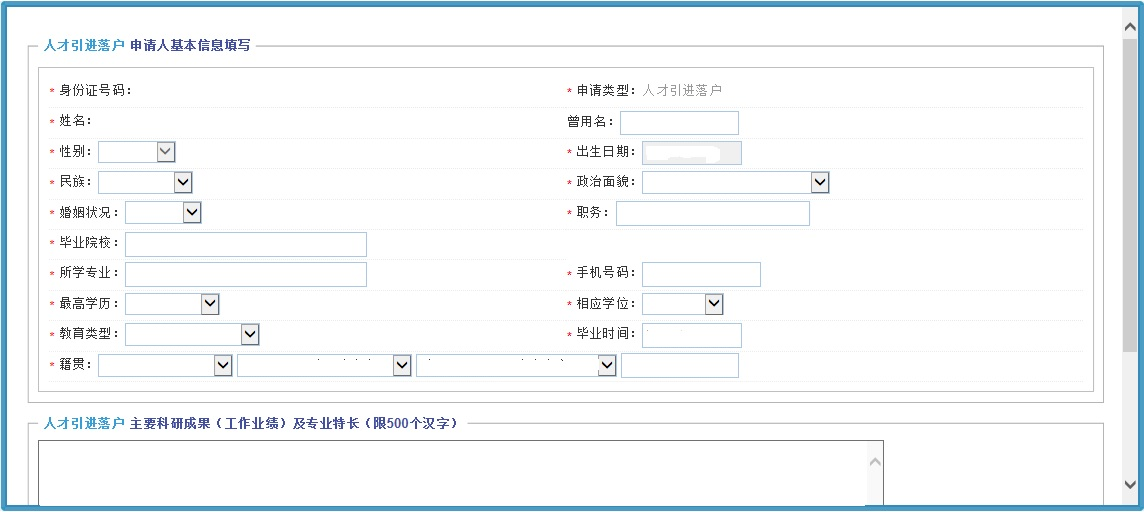 人才引进落户 申请人基本信息填写
* 身份证号码： * 申请类型：人才引进落户
* 姓名： 曾用名：
* 性别： * 出生日期：
* 民族： * 政治面貌：
* 婚姻状况： * 职务：
* 毕业院校：
* 所学专业： * 手机号码：
* 最高学历： * 相应学位：
* 教育类型： * 毕业时间：
* 籍贯：
人才引进落户 主要科研成果（工作业绩）及专业特长（限500个汉字）